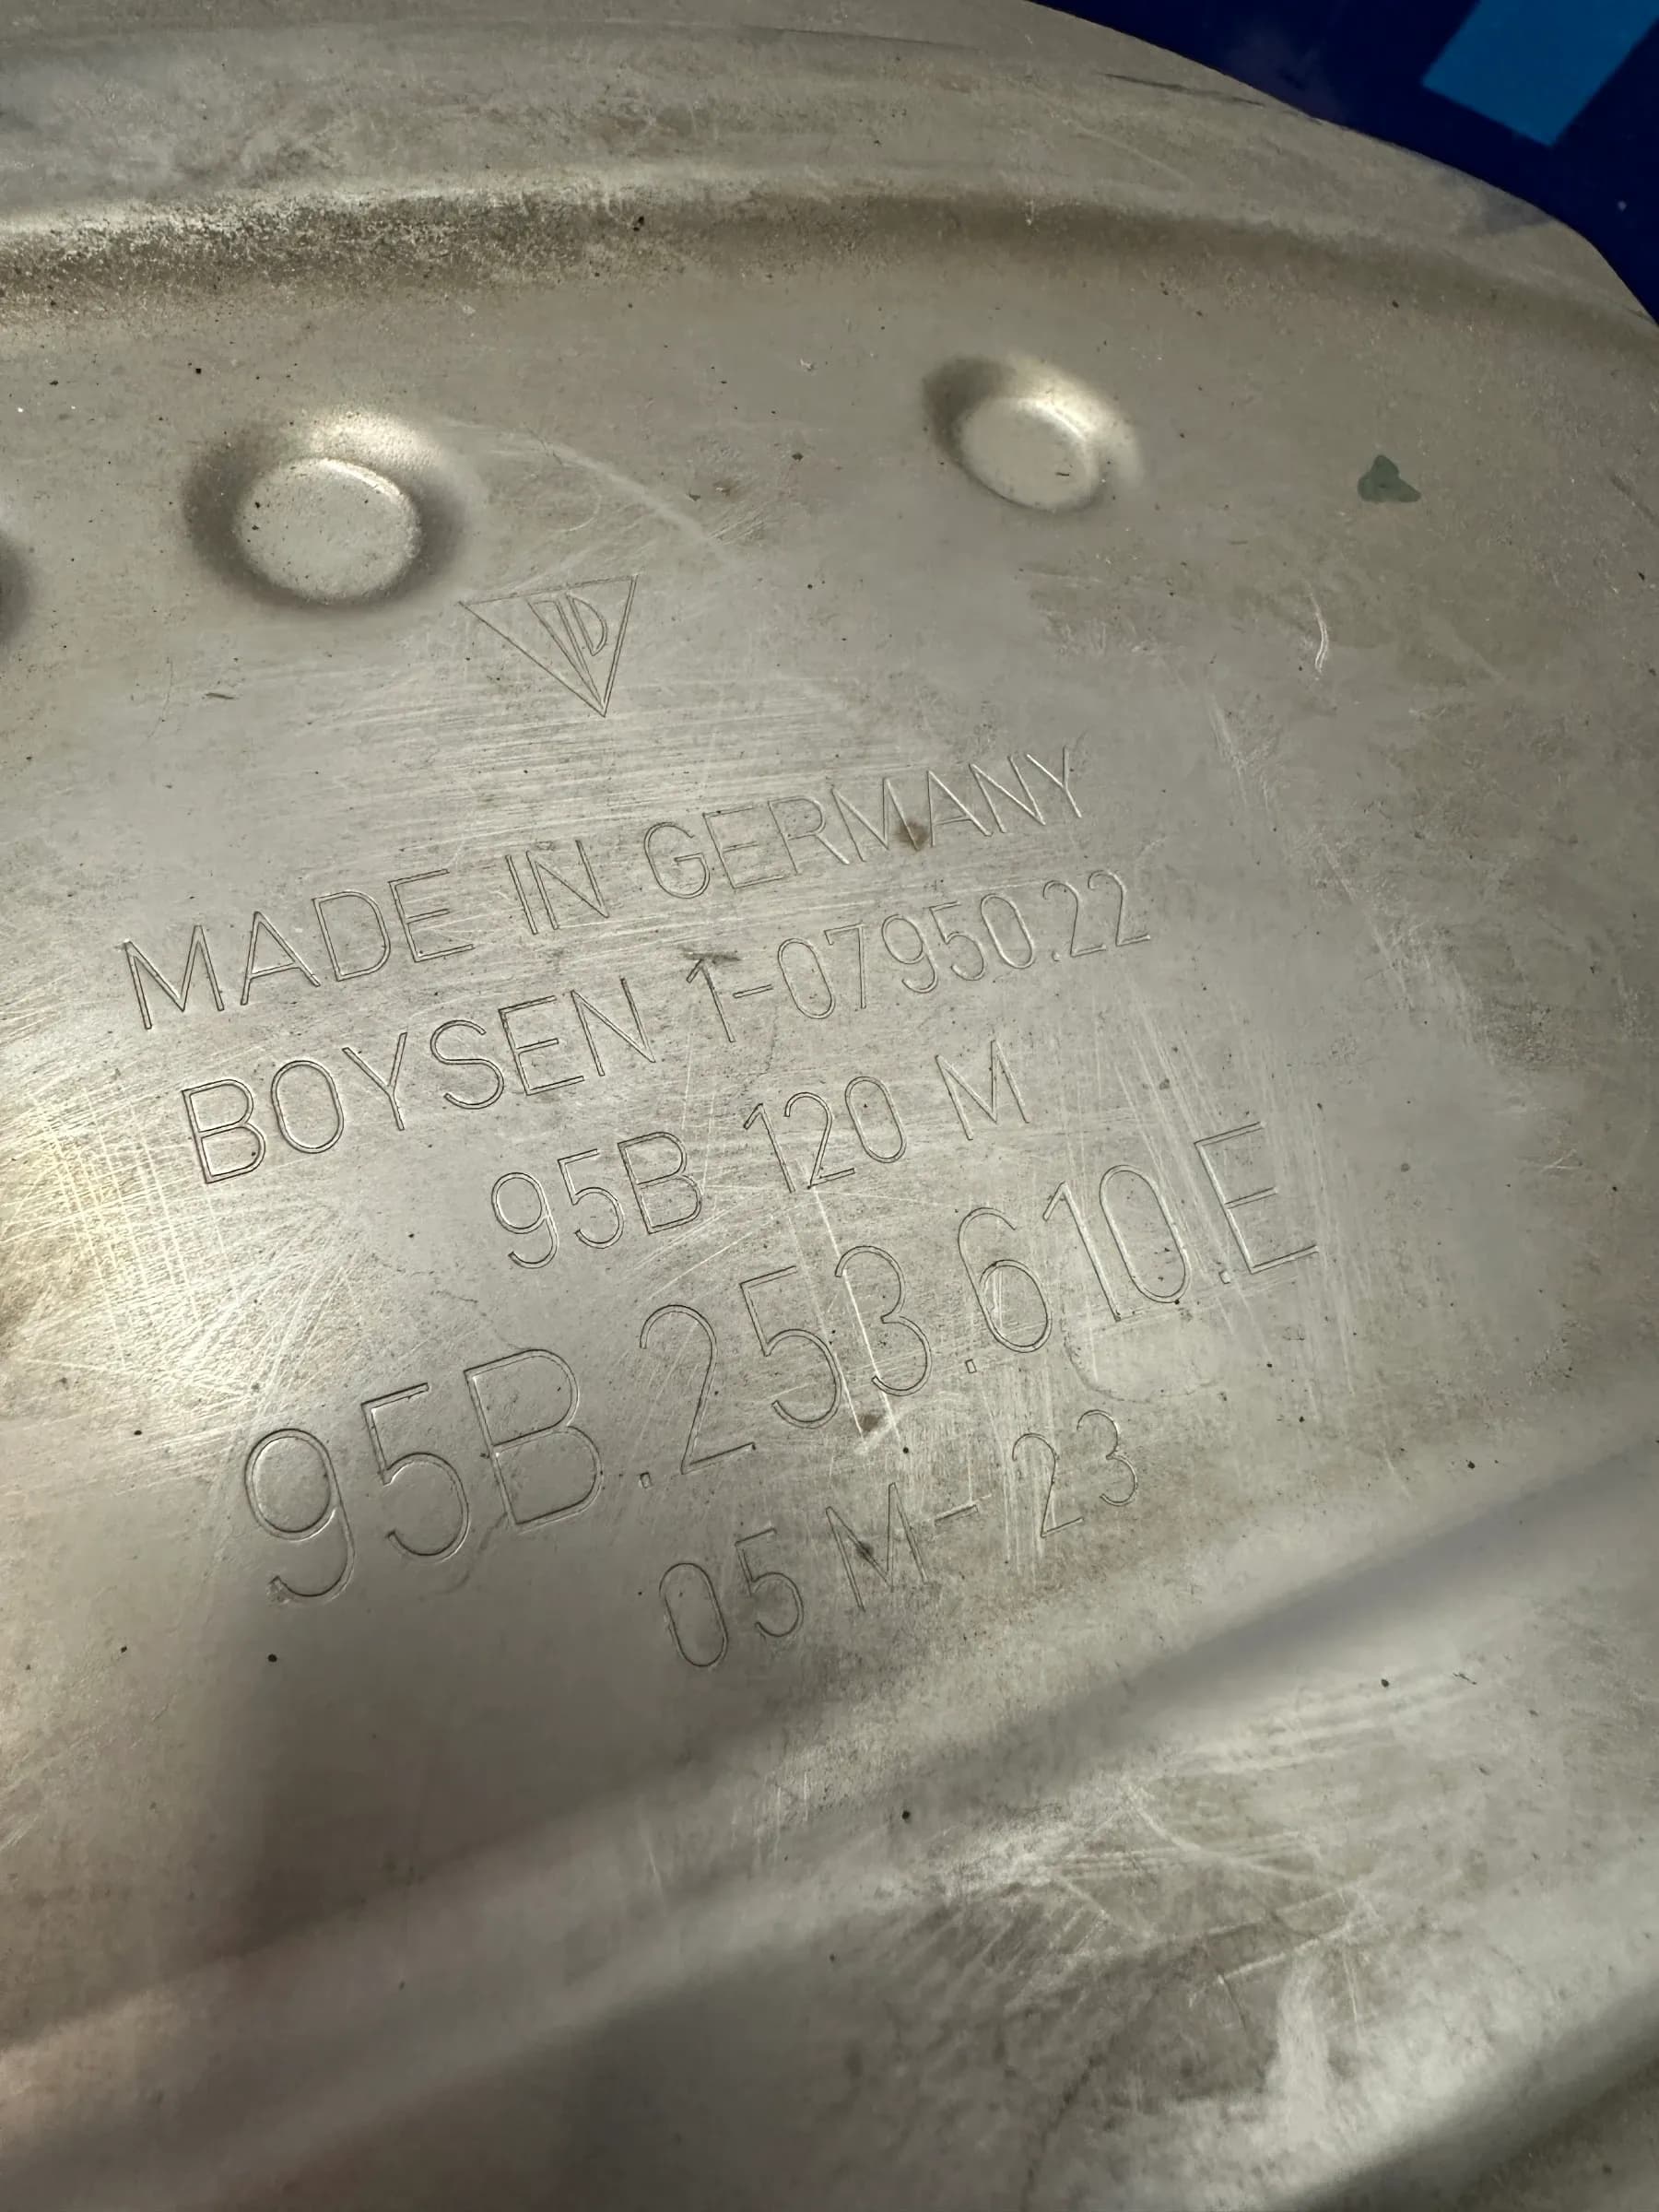 MADE IN GERMANY
BOYSEN 1-07950.22
95B 120 M
95B.253.610.E
05 M-23